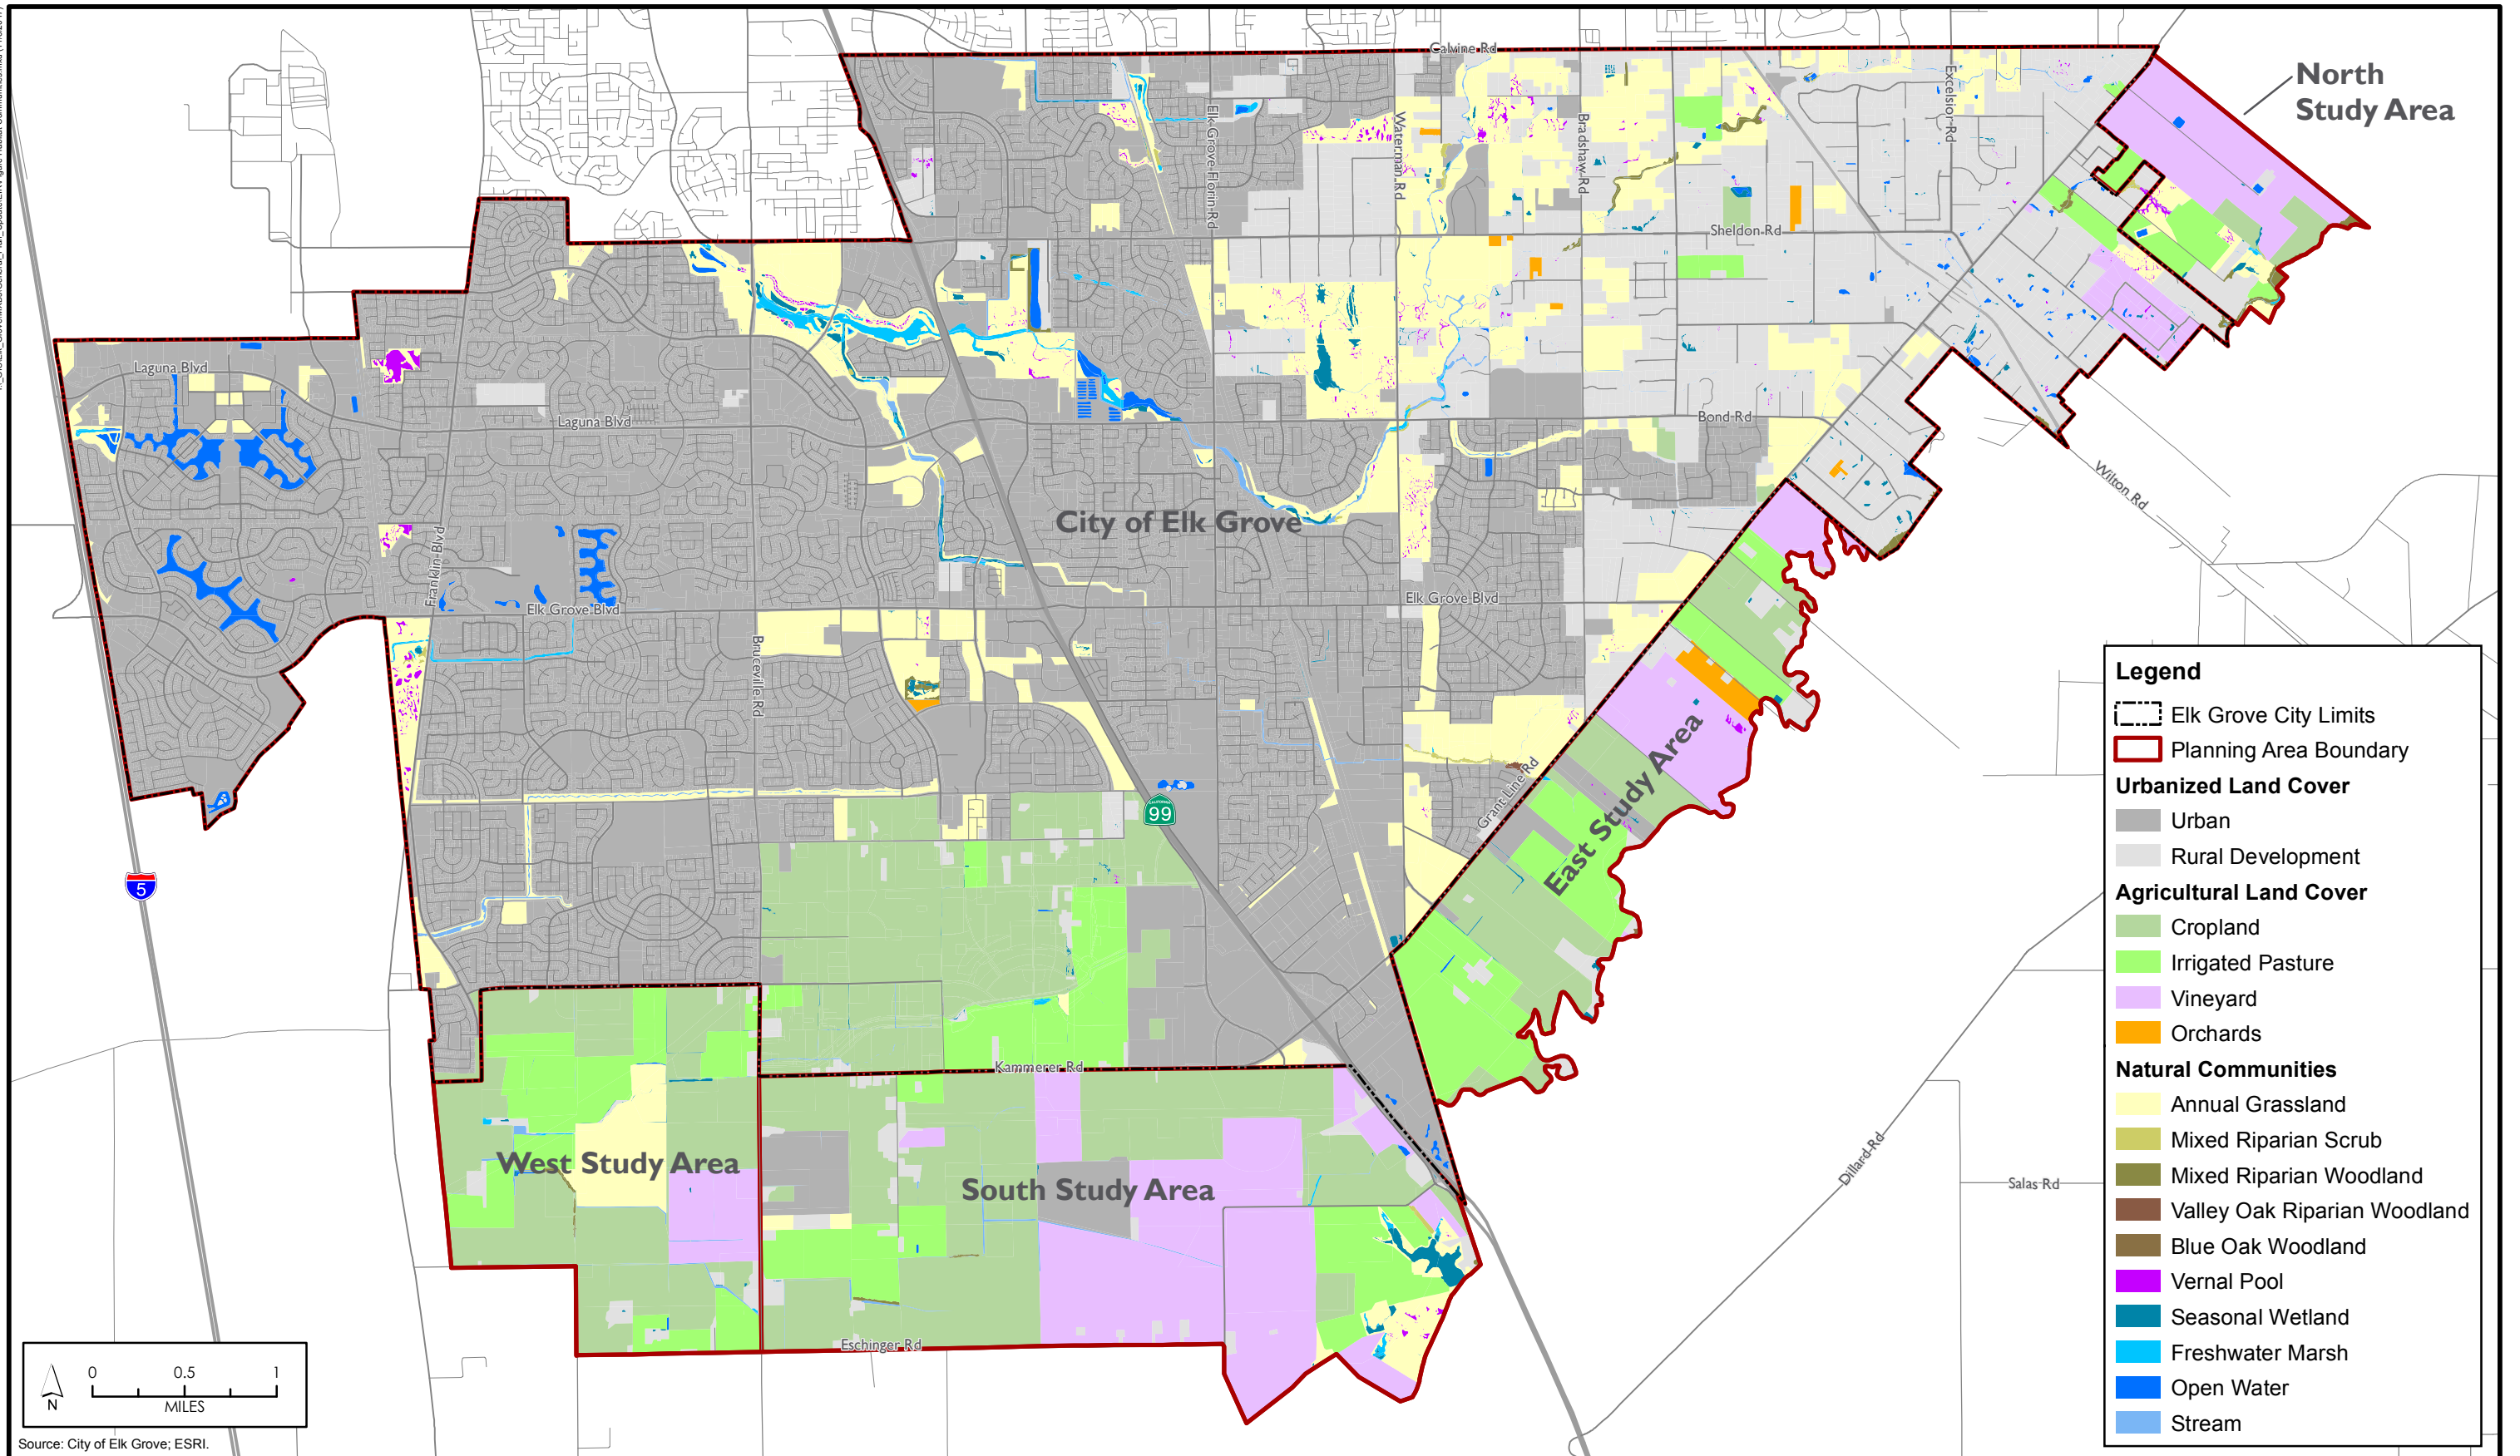 Calvine Rd
North
Study Area
Elk Grove-Florin Rd
Waterman Rd
Bradshaw Rd
Excelsior Rd
Sheldon Rd
Laguna Blvd
Laguna Blvd
Bond Rd
Wilton Rd
City of Elk Grove
Franklin Blvd
Elk Grove Blvd
Elk Grove Blvd
Bruceville Rd
Grant Line Rd
East Study Area
99
5
Kammerer Rd
West Study Area
South Study Area
Dillard Rd
Salas Rd
Eschinger Rd
Legend
Elk Grove City Limits
Planning Area Boundary
Urbanized Land Cover
Urban
Rural Development
Agricultural Land Cover
Cropland
Irrigated Pasture
Vineyard
Orchards
Natural Communities
Annual Grassland
Mixed Riparian Scrub
Mixed Riparian Woodland
Valley Oak Riparian Woodland
Blue Oak Woodland
Vernal Pool
Seasonal Wetland
Freshwater Marsh
Open Water
Stream
N
0 0.5 1
MILES
Source: City of Elk Grove; ESRI.